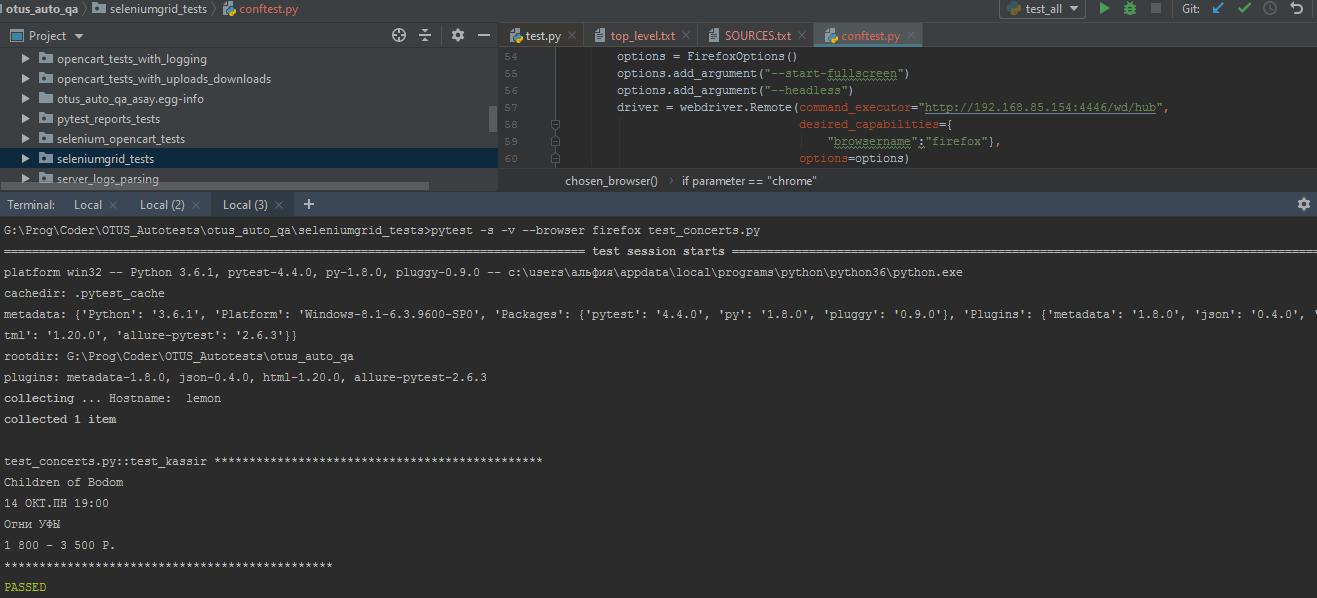 otus_auto_qa seleniumgrid_tests conftest.py test_all Git:
Project test.py top_level.txt SOURCES.txt conftest.py
opencart_tests_with_logging
opencart_tests_with_uploads_downloads
otus_auto_qa_asay.egg-info
pytest_reports_tests
selenium_opencart_tests
seleniumgrid_tests
server_logs_parsing
54 options = FirefoxOptions()
55 options.add_argument("--start-fullscreen")
56 options.add_argument("--headless")
57 driver = webdriver.Remote(command_executor="http://192.168.85.154:4446/wd/hub",
58 desired_capabilities={
59 "browsername":"firefox"},
60 options=options)
chosen_browser() if parameter == "chrome"
Terminal: Local Local (2) Local (3)
G:\Prog\Coder\OTUS_Autotests\otus_auto_qa\seleniumgrid_tests>pytest -s -v --browser firefox test_concerts.py
=================================================================================== test session starts ===================================================================================
platform win32 -- Python 3.6.1, pytest-4.4.0, py-1.8.0, pluggy-0.9.0 -- c:\users\альфия\appdata\local\programs\python\python36\python.exe
cachedir: .pytest_cache
metadata: {'Python': '3.6.1', 'Platform': 'Windows-8.1-6.3.9600-SP0', 'Packages': {'pytest': '4.4.0', 'py': '1.8.0', 'pluggy': '0.9.0'}, 'Plugins': {'metadata': '1.8.0', 'json': '0.4.0', '
tml': '1.20.0', 'allure-pytest': '2.6.3'}}
rootdir: G:\Prog\Coder\OTUS_Autotests\otus_auto_qa
plugins: metadata-1.8.0, json-0.4.0, html-1.20.0, allure-pytest-2.6.3
collecting ... Hostname:  lemon
collected 1 item
test_concerts.py::test_kassir ***********************************************
Children of Bodom
14 ОКТ.ПН 19:00
Огни УФЫ
1 800 – 3 500 Р.
***********************************************
PASSED